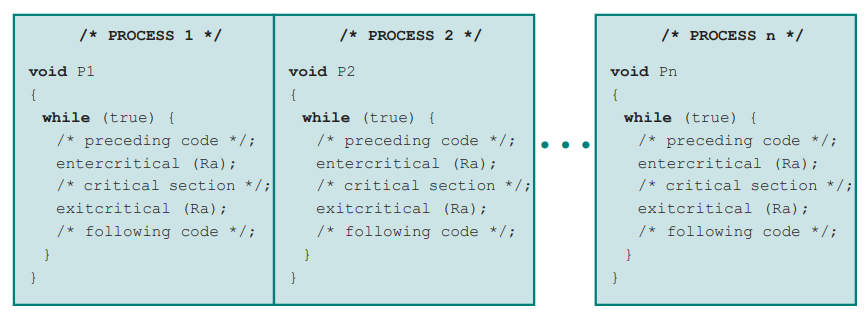 /* PROCESS 1 */
void P1
{
while (true) {
/* preceding code */;
entercritical (Ra);
/* critical section */;
exitcritical (Ra);
/* following code */;
}
}
/* PROCESS 2 */
void P2
{
while (true) {
/* preceding code */;
entercritical (Ra);
/* critical section */;
exitcritical (Ra);
/* following code */;
}
}
• • •
/* PROCESS n */
void Pn
{
while (true) {
/* preceding code */;
entercritical (Ra);
/* critical section */;
exitcritical (Ra);
/* following code */;
}
}